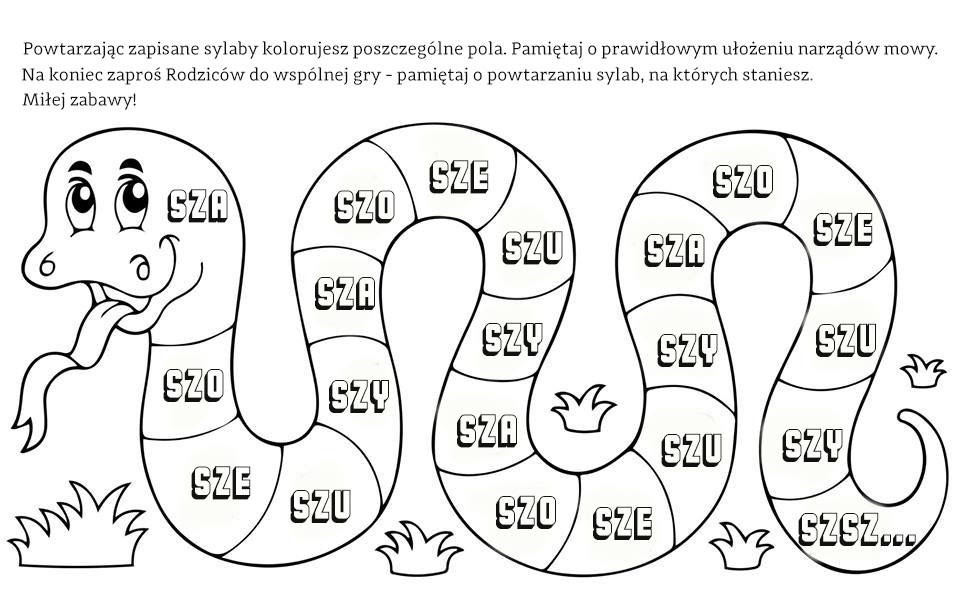 Powtarzając zapisane sylaby kolorujesz poszczególne pola. Pamiętaj o prawidłowym ułożeniu narządów mowy.
Na koniec zaproś Rodziców do wspólnej gry - pamiętaj o powtarzaniu sylab, na których staniesz.
Miłej zabawy!
SZA
SZO
SZE
SZU
SZY
SZA
SZO
SZE
SZU
SZY
SZA
SZO
SZE
SZU
SZY
SZA
SZO
SZE
SZU
SZY
SZSZ...